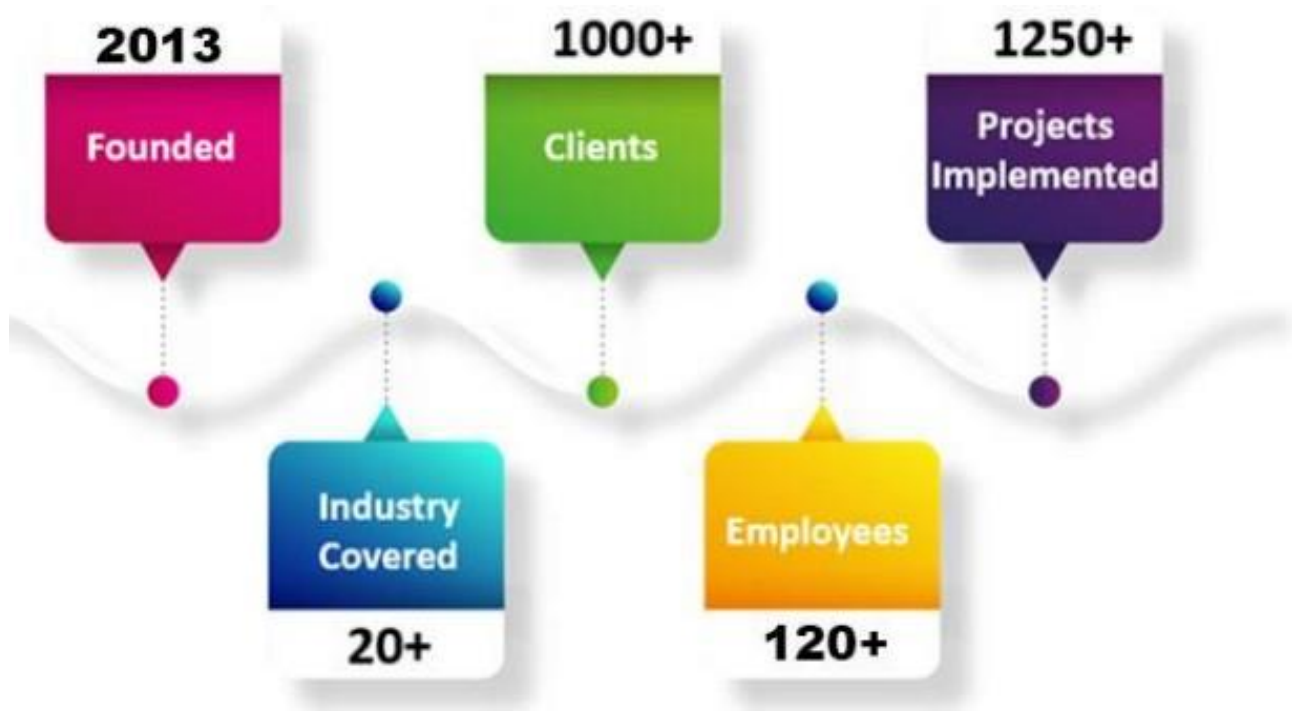 2013
Founded
1000+
Clients
1250+
Projects
Implemented
Industry
Covered
20+
Employees
120+